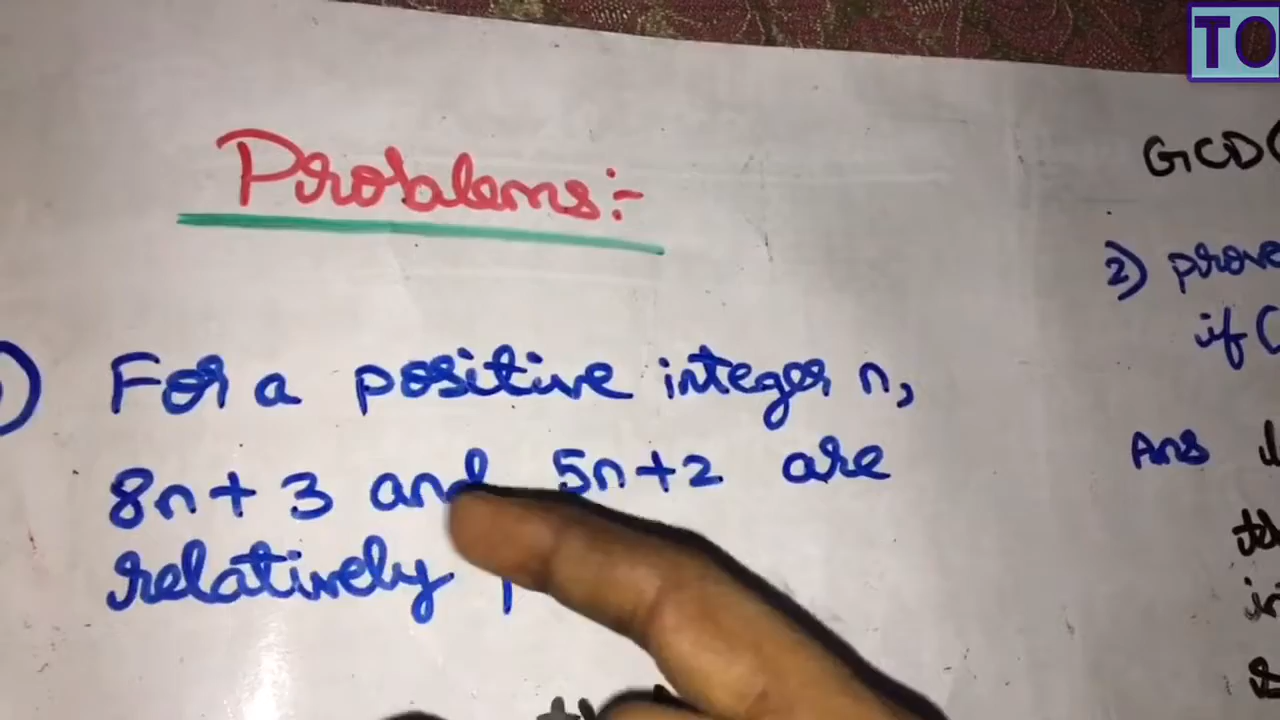 TO
Problems:-
For a positive integer n,
8n+3 and 5n+2 are
relatively
GCD(
2) prove
if (
Ans